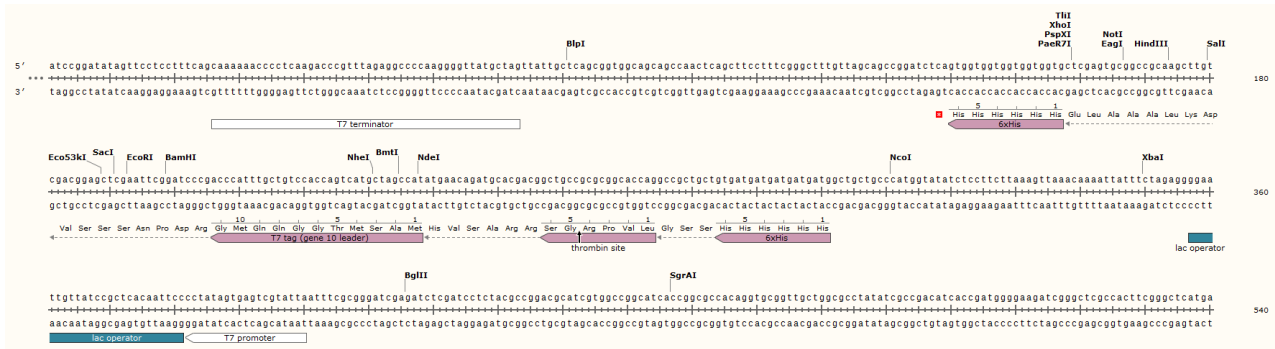 TliI
XhoI
PspXI NotI
BlpI PaeR7I EagI HindIII SalI
5' atccggatatagttcctcctttcagcaaaaaacccctcaagacccgtttagaggccccaaggggttatgctagttattgctcagcggtggcagcagccaactcagcttcctttcgggctttgttagcagccggatctcagtggtggtggtggtggtgctcgagtgcggccgcaagcttgt
180
3' taggcctatatcaaggaggaaagtcgttttttggggagttctgggcaaatctccggggttccccaatacgatcaataacgagtcgccaccgtcgtcggttgagtcgaaggaaagcccgaaacaatcgtcggcctagagtcaccaccaccaccaccacgagctcacgccggcgttcgaaca
5 1
His His His His His His Glu Leu Ala Ala Ala Leu Lys Asp
T7 terminator 6xHis
Eco53kI SacI EcoRI BamHI NheI BmtI NdeI NcoI XbaI
cgacggagctcgaattcggatcccgacccatttgctgtccaccagtcatgctagccatatgaacagatgcacgacggctgccgcgcggcaccaggccgctgctgtgatgatgatgatgatggctgctgcccatggtatatctccttcttaaagttaaacaaaattatttctagaggggaa
360
gctgcctcgagcttaagcctagggctgggtaaacgacaggtggtcagtacgatcggtatacttgtctacgtgctgccgacggcgcgccgtggtccggcgacgacactactactactactaccgacgacgggtaccatatagaggaagaatttcaatttgttttaataaagatctcccctt
10 5 1 5 1 5 1
Val Ser Ser Ser Asn Pro Asp Arg Gly Met Gln Gln Gly Gly Thr Met Ser Ala Met His Val Ser Ala Arg Arg Ser Gly Arg Pro Val Leu Gly Ser Ser His His His His His His
T7 tag (gene 10 leader) 6xHis
thrombin site lac operator
BglII SgrAI
ttgttatccgctcacaattcccctatagtgagtcgtattaatttcgcgggatcgagatctcgatcctctacgccggacgcatcgtggccggcatcaccggcgccacaggtgcggttgctggcgcctatatcgccgacatcaccgatggggaagatcgggctcgccacttcgggctcatga
540
aacaataggcgagtgttaaggggatatcactcagcataattaaagcgccctagctctagagctaggagatgcggcctgcgtagcaccggccgtagtggccgcggtgtccacgccaacgaccgcggatatagcggctgtagtggctaccccttctagcccgagcggtgaagcccgagtact
lac operator T7 promoter